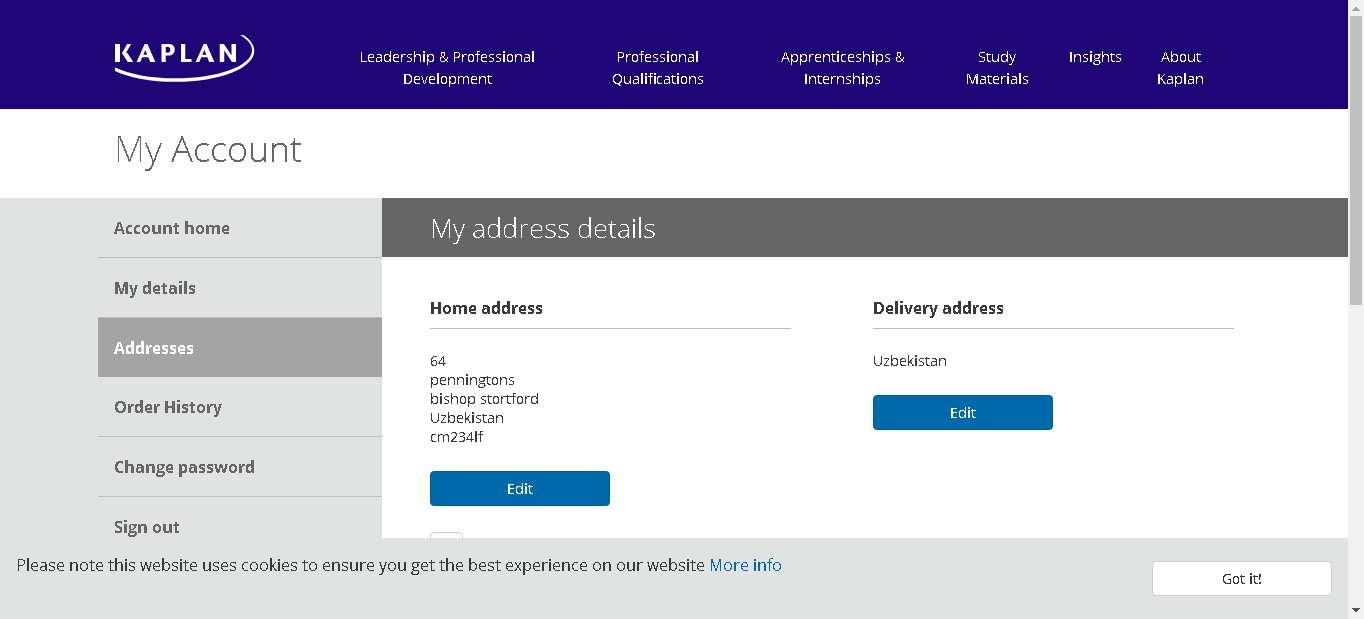 KAPLAN
Leadership & Professional
Development
Professional
Qualifications
Apprenticeships &
Internships
Study
Materials
Insights
About
Kaplan
My Account
Account home
My details
Addresses
Order History
Change password
Sign out
My address details
Home address
64
penningtons
bishop stortford
Uzbekistan
cm234lf
Edit
Delivery address
Uzbekistan
Edit
Please note this website uses cookies to ensure you get the best experience on our website More info
Got it!